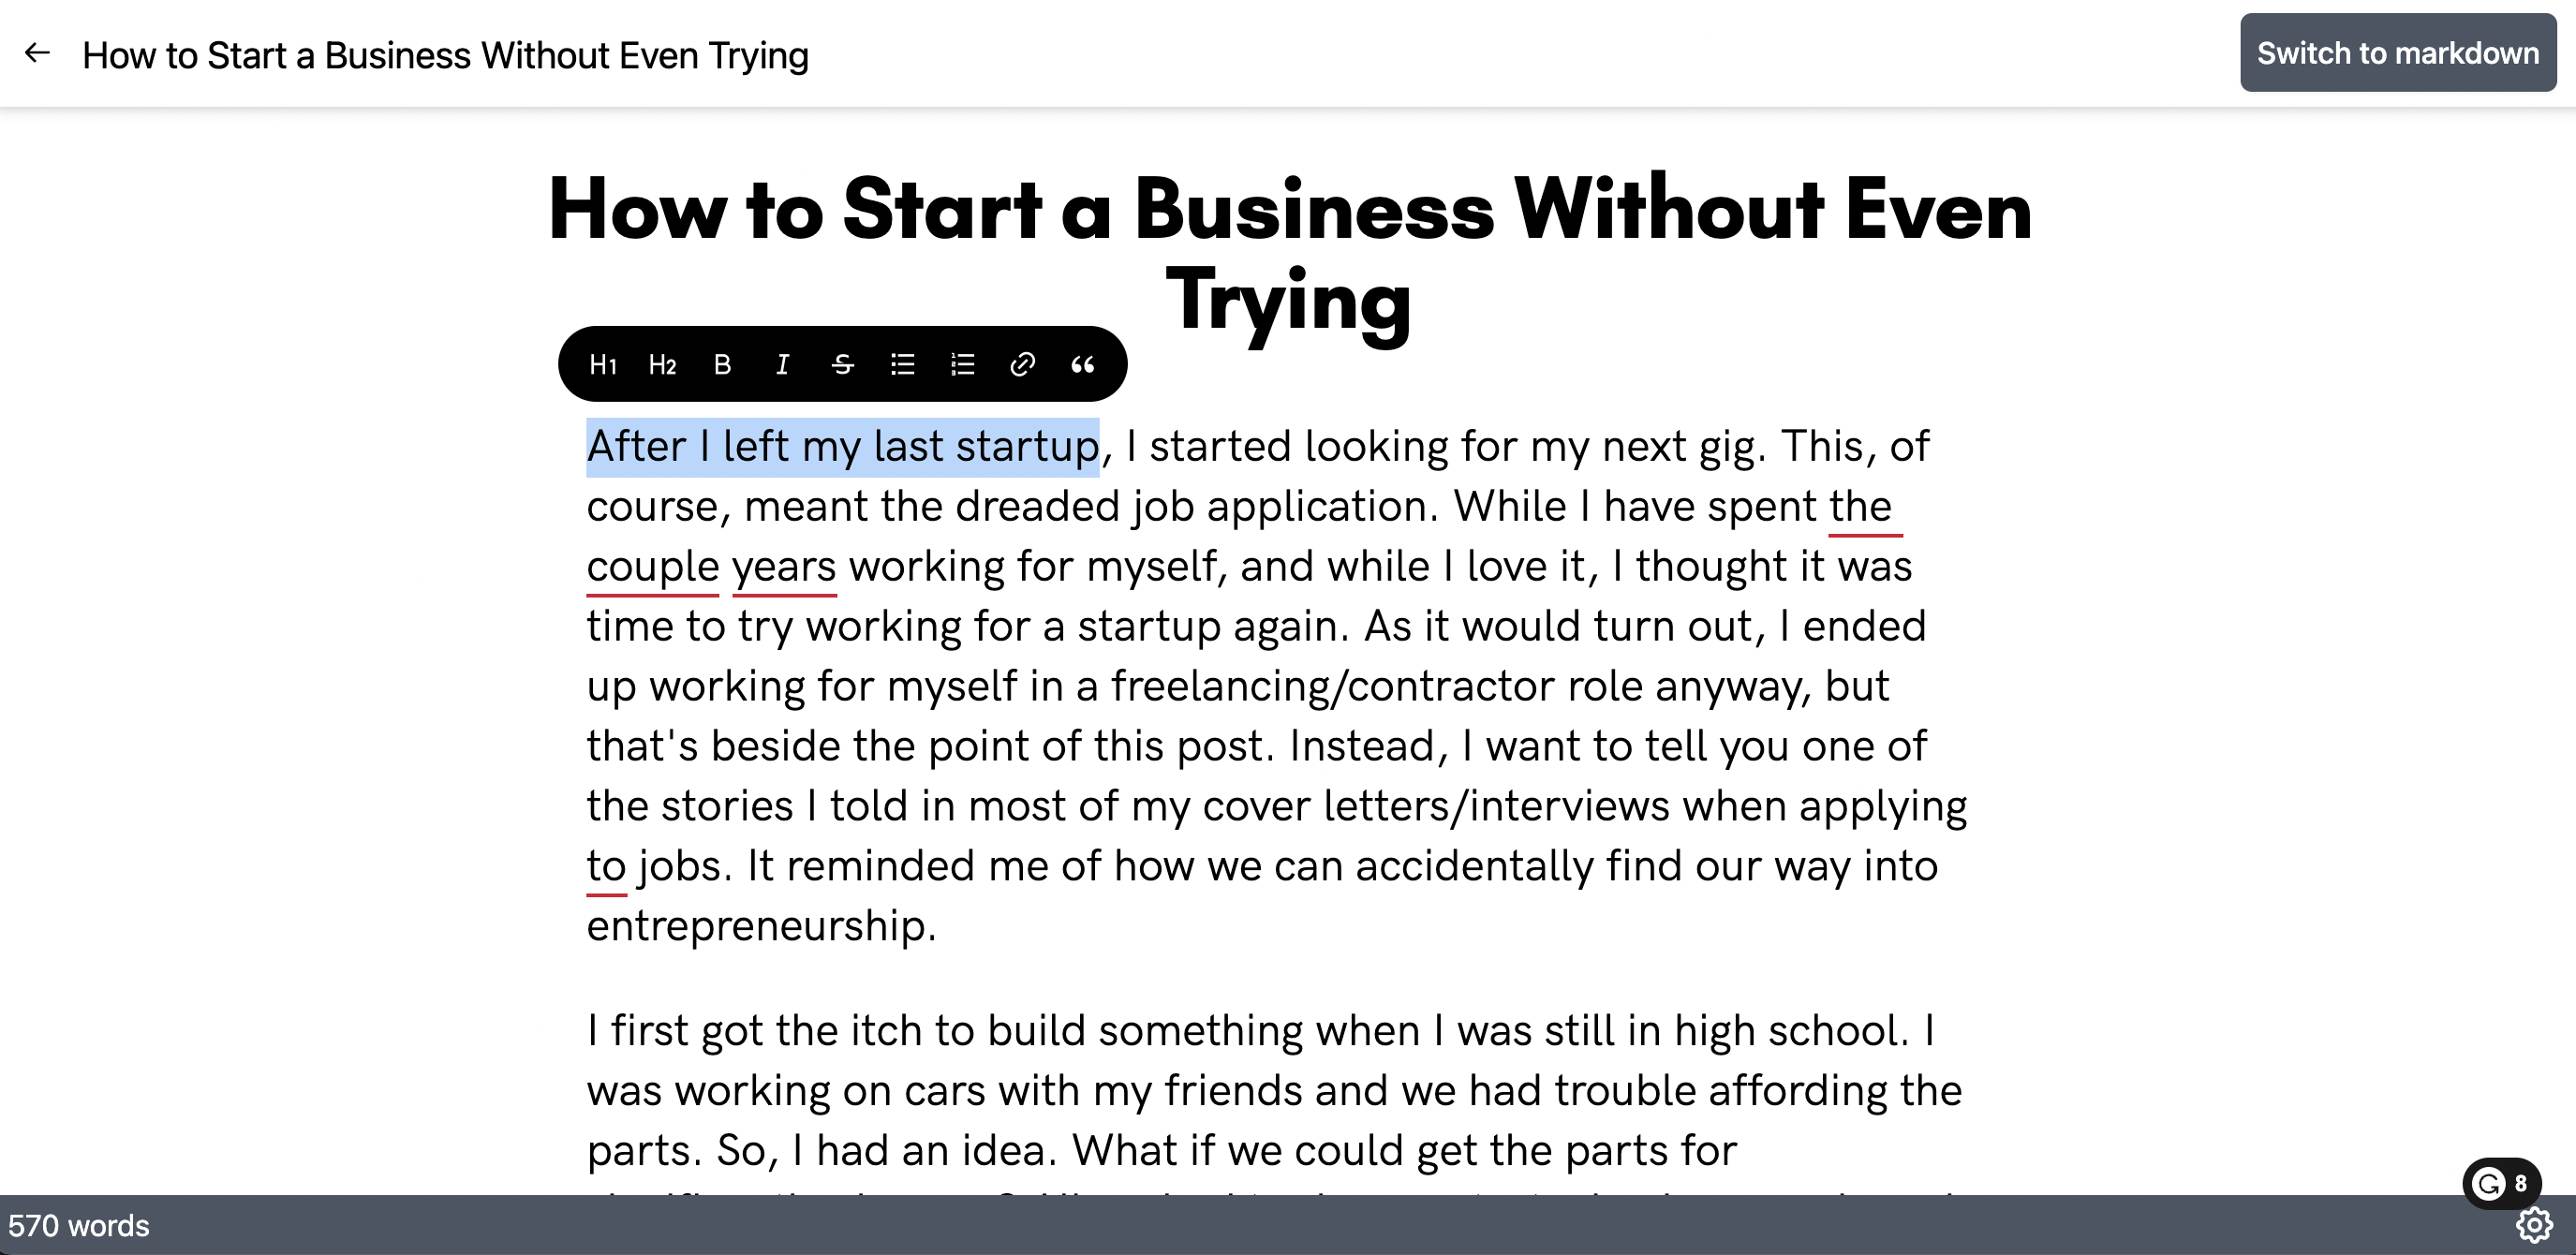 How to Start a Business Without Even Trying
Switch to markdown
How to Start a Business Without Even
Trying
H1 H2 B I S
After I left my last startup, I started looking for my next gig. This, of
course, meant the dreaded job application. While I have spent the
couple years working for myself, and while I love it, I thought it was
time to try working for a startup again. As it would turn out, I ended
up working for myself in a freelancing/contractor role anyway, but
that's beside the point of this post. Instead, I want to tell you one of
the stories I told in most of my cover letters/interviews when applying
to jobs. It reminded me of how we can accidentally find our way into
entrepreneurship.
I first got the itch to build something when I was still in high school. I
was working on cars with my friends and we had trouble affording the
parts. So, I had an idea. What if we could get the parts for
8
570 words